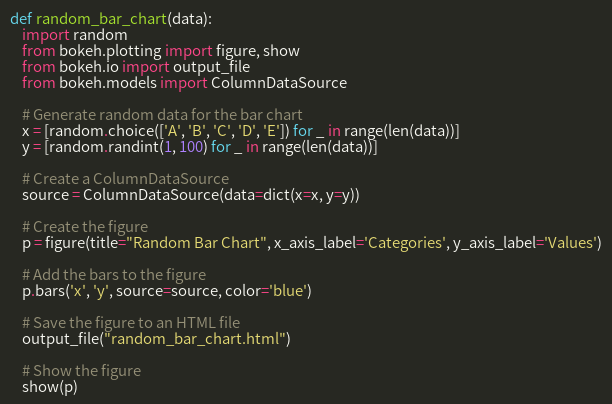 def random_bar_chart(data):
    import random
    from bokeh.plotting import figure, show
    from bokeh.io import output_file
    from bokeh.models import ColumnDataSource

    # Generate random data for the bar chart
    x = [random.choice(['A', 'B', 'C', 'D', 'E']) for _ in range(len(data))]
    y = [random.randint(1, 100) for _ in range(len(data))]

    # Create a ColumnDataSource
    source = ColumnDataSource(data=dict(x=x, y=y))

    # Create the figure
    p = figure(title="Random Bar Chart", x_axis_label='Categories', y_axis_label='Values')

    # Add the bars to the figure
    p.bars('x', 'y', source=source, color='blue')

    # Save the figure to an HTML file
    output_file("random_bar_chart.html")

    # Show the figure
    show(p)